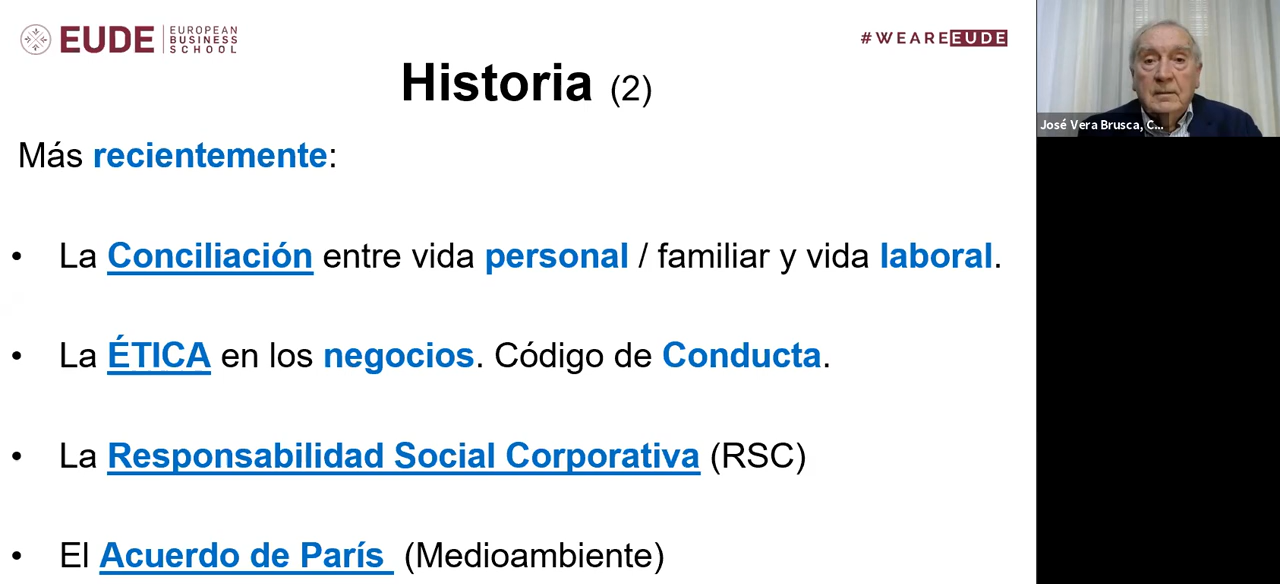 EUDE
EUROPEAN
BUSINESS
SCHOOL
#WEAREEUDE
Historia (2)
Más recientemente:
• La Conciliación entre vida personal / familiar y vida laboral.
• La ÉTICA en los negocios. Código de Conducta.
• La Responsabilidad Social Corporativa (RSC)
• El Acuerdo de París (Medioambiente)
José Vera Brusca, C...